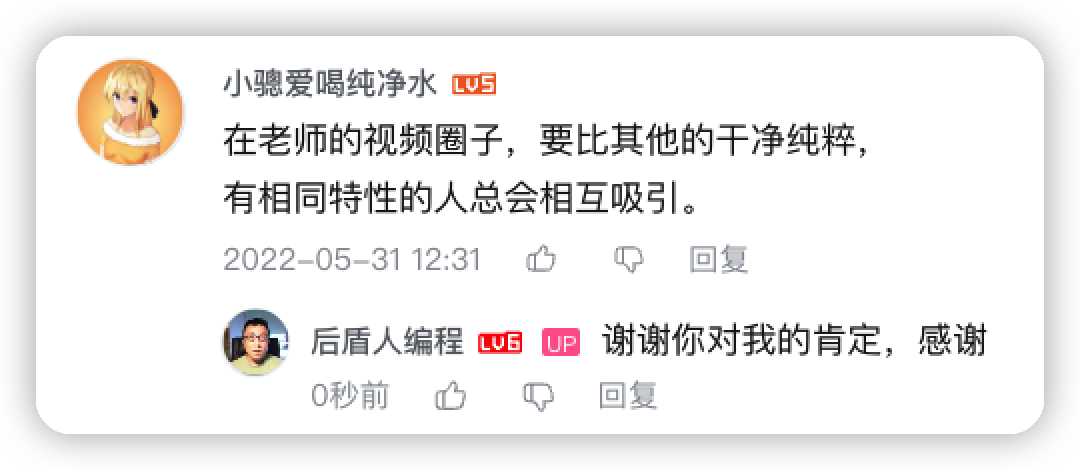 小骢爱喝纯净水 LV5
在老师的视频圈子，要比其他的干净纯粹，
有相同特性的人总会相互吸引。
2022-05-31 12:31 回复
后盾人编程 LV6 UP 谢谢你对我的肯定，感谢
0秒前 回复